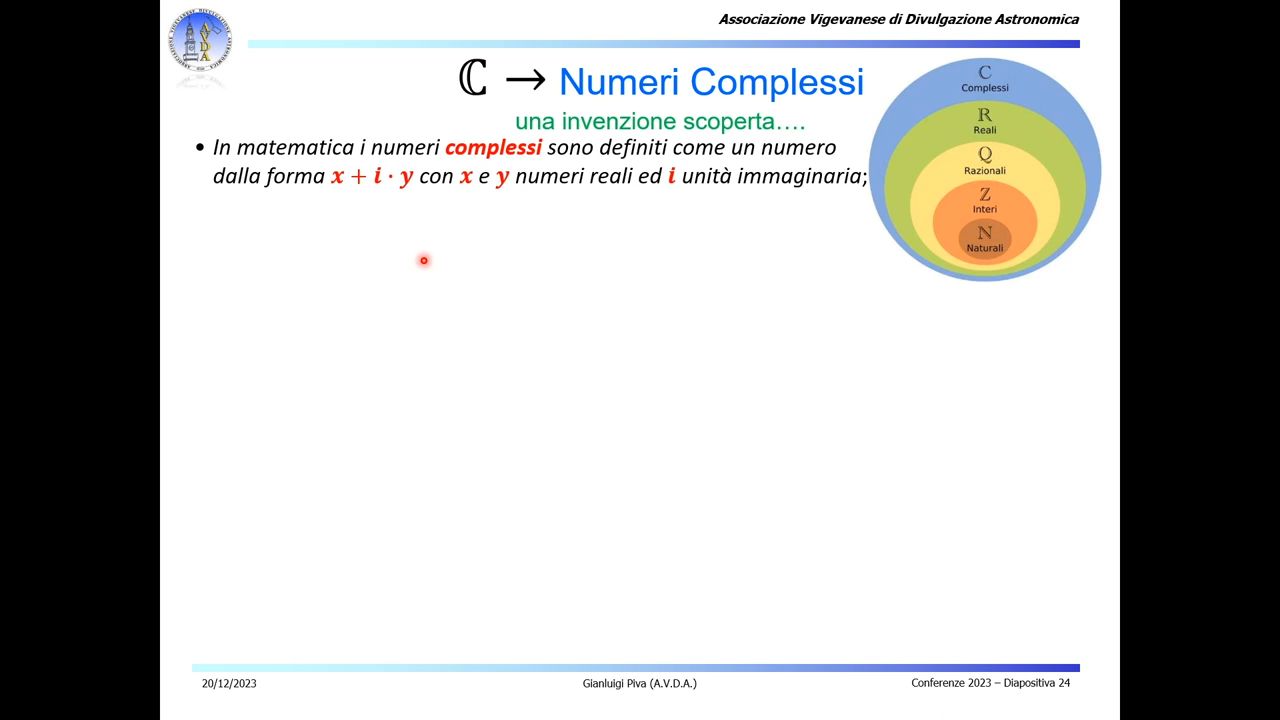 Associazione Vigevanese di Divulgazione Astronomica
ℂ → Numeri Complessi
una invenzione scoperta….
• In matematica i numeri complessi sono definiti come un numero
dalla forma x + i · y con x e y numeri reali ed i unità immaginaria;
ℂ
Complessi
ℝ
Reali
ℚ
Razionali
ℤ
Interi
ℕ
Naturali
20/12/2023
Gianluigi Piva (A.V.D.A.)
Conferenze 2023 – Diapositiva 24
AVDA